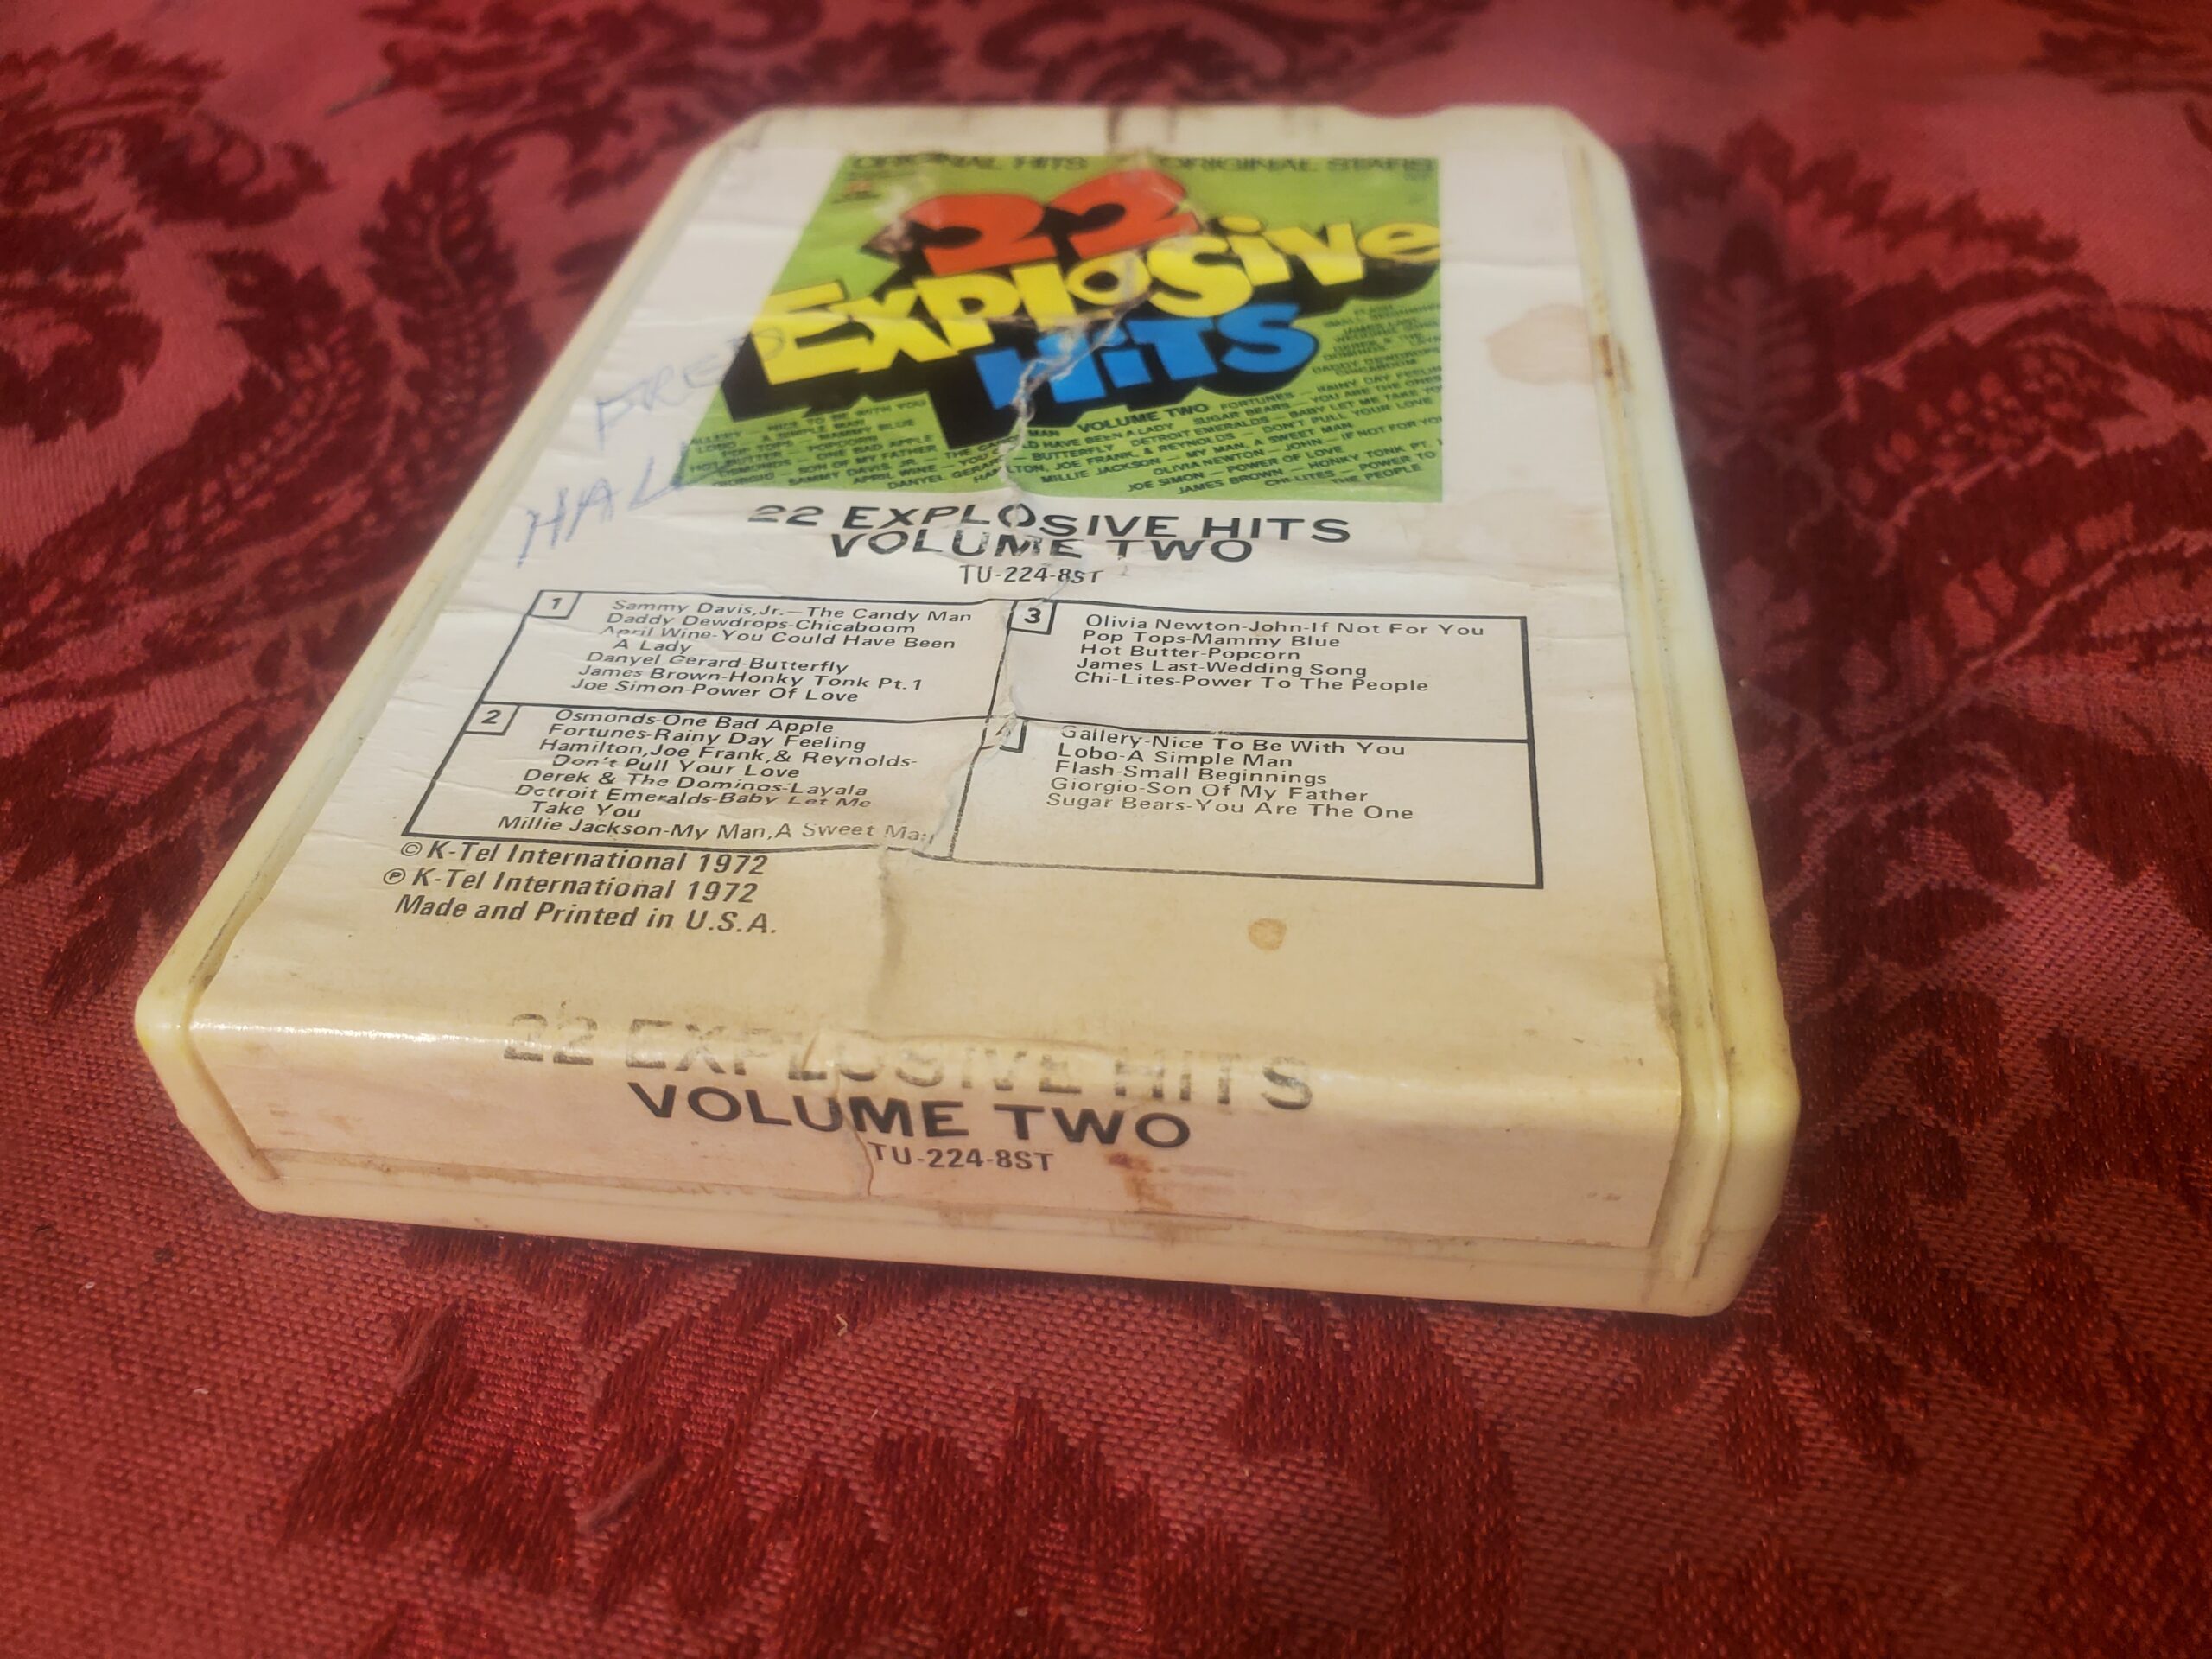 ORIGINAL HITS ORIGINAL STARS
22
EXPLOSIVE
HITS
VOLUME TWO
FRED
HALL
22 EXPLOSIVE HITS
VOLUME TWO
TU-224-8ST
1
Sammy Davis,Jr.—The Candy Man
Daddy Dewdrops-Chicaboom
April Wine-You Could Have Been
A Lady
Danyel Gerard-Butterfly
James Brown-Honky Tonk Pt.1
Joe Simon-Power Of Love
2
Osmonds-One Bad Apple
Fortunes-Rainy Day Feeling
Hamilton,Joe Frank,& Reynolds-
Don't Pull Your Love
Derek & The Dominos-Layala
Detroit Emeralds-Baby Let Me
Take You
Millie Jackson-My Man,A Sweet Man
3
Olivia Newton-John-If Not For You
Pop Tops-Mammy Blue
Hot Butter-Popcorn
James Last-Wedding Song
Chi-Lites-Power To The People
Gallery-Nice To Be With You
Lobo-A Simple Man
Flash-Small Beginnings
Giorgio-Son Of My Father
Sugar Bears-You Are The One
© K-Tel International 1972
℗ K-Tel International 1972
Made and Printed in U.S.A.
22 EXPLOSIVE HITS
VOLUME TWO
TU-224-8ST